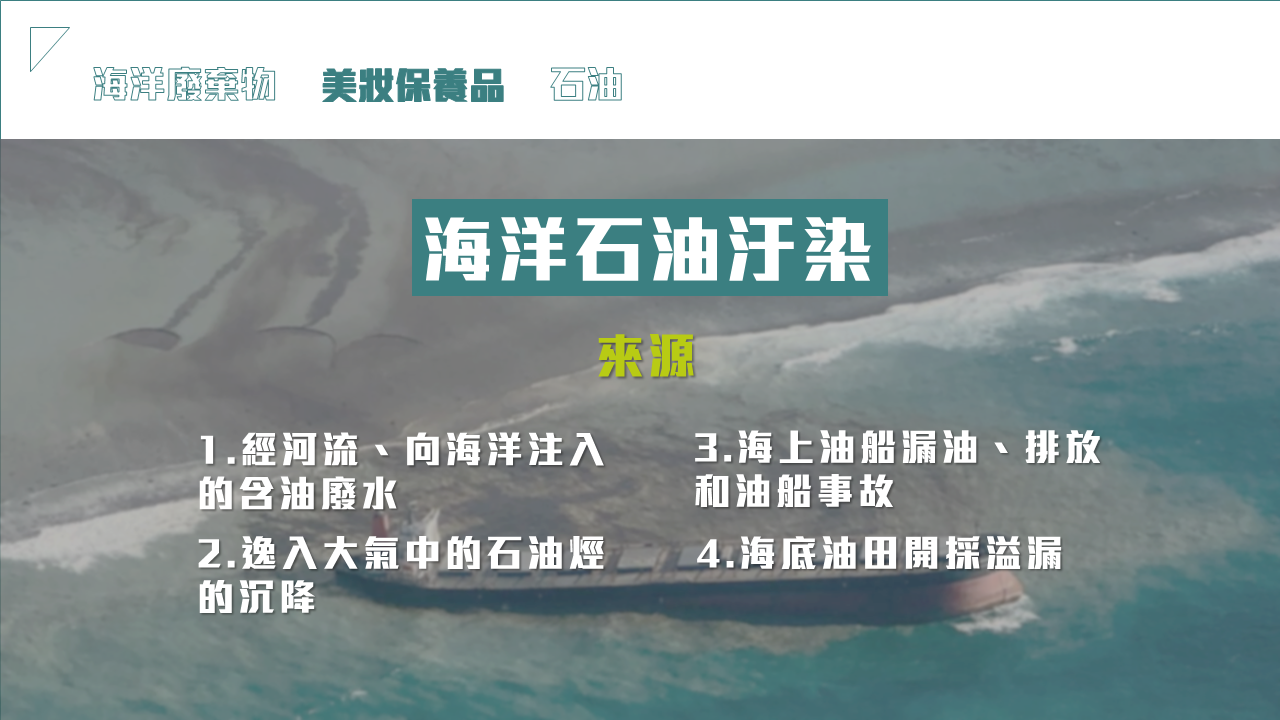 海洋廢棄物 美妝保養品 石油
海洋石油汙染
來源
1.經河流、向海洋注入
的含油廢水
2.逸入大氣中的石油烴
的沉降
3.海上油船漏油、排放
和油船事故
4.海底油田開採溢漏